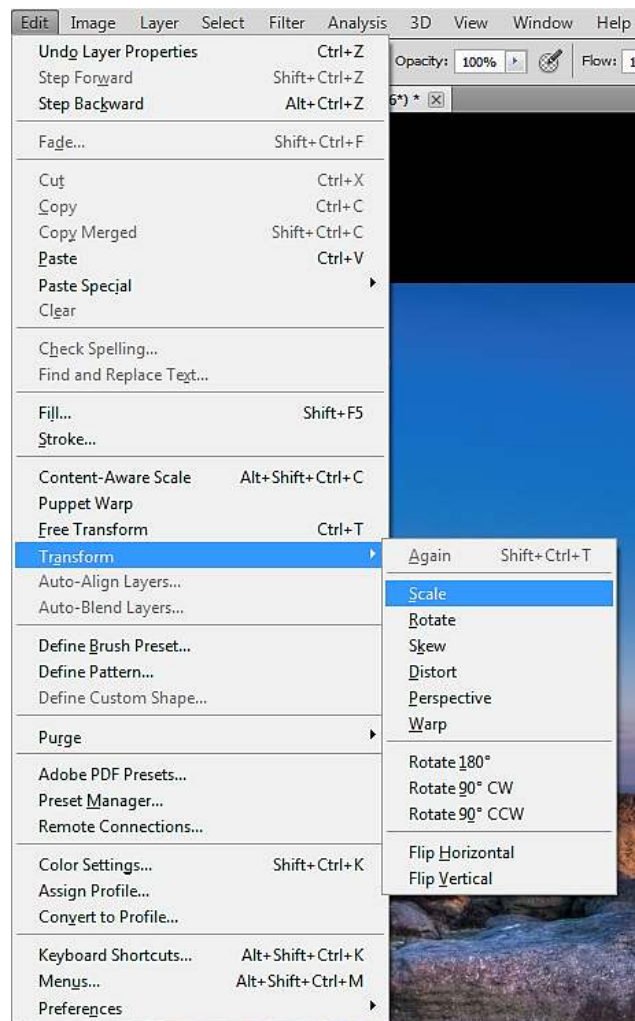 Edit Image Layer Select Filter Analysis 3D View Window Help
Opacity: 100% Flow: 1
6*) *
Undo Layer Properties Ctrl+Z
Step Forward Shift+Ctrl+Z
Step Backward Alt+Ctrl+Z
Fade... Shift+Ctrl+F
Cut Ctrl+X
Copy Ctrl+C
Copy Merged Shift+Ctrl+C
Paste Ctrl+V
Paste Special
Clear
Check Spelling...
Find and Replace Text...
Fill... Shift+F5
Stroke...
Content-Aware Scale Alt+Shift+Ctrl+C
Puppet Warp
Free Transform Ctrl+T
Transform
Auto-Align Layers...
Auto-Blend Layers...
Define Brush Preset...
Define Pattern...
Define Custom Shape...
Purge
Adobe PDF Presets...
Preset Manager...
Remote Connections...
Color Settings... Shift+Ctrl+K
Assign Profile...
Convert to Profile...
Keyboard Shortcuts... Alt+Shift+Ctrl+K
Menus... Alt+Shift+Ctrl+M
Preferences
Again Shift+Ctrl+T
Scale
Rotate
Skew
Distort
Perspective
Warp
Rotate 180°
Rotate 90° CW
Rotate 90° CCW
Flip Horizontal
Flip Vertical